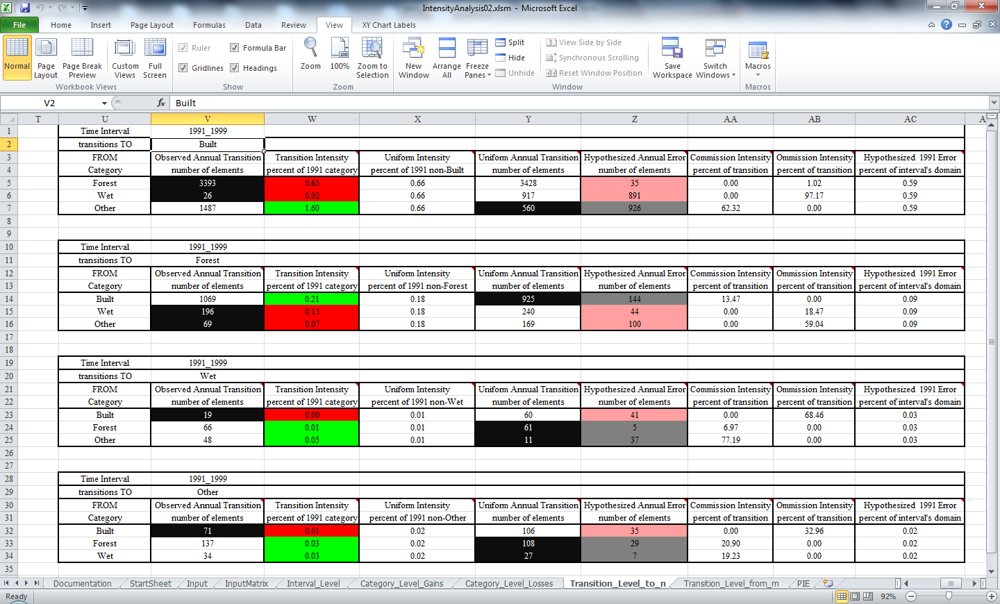 IntensityAnalysis02.xlsm - Microsoft Excel
File Home Insert Page Layout Formulas Data Review View XY Chart Labels
Normal Page Layout Page Break Preview Custom Views Full Screen
Workbook Views
Ruler Formula Bar
Gridlines Headings
Show
Zoom 100% Zoom to Selection
Zoom
New Window Arrange All Freeze Panes
Split
Hide
Unhide
View Side by Side
Synchronous Scrolling
Reset Window Position
Window
Save Workspace Switch Windows
Macros
Macros
V2 fx Built
T U V W X Y Z AA AB AC A
1 Time Interval 1991_1999
2 transitions TO Built
3 FROM Observed Annual Transition Transition Intensity Uniform Intensity Uniform Annual Transition Hypothesized Annual Error Commission Intensity Ommission Intensity Hypothesized 1991 Error
4 Category number of elements percent of 1991 category percent of 1991 non-Built number of elements number of elements percent of transition percent of transition percent of interval's domain
5 Forest 3393 0.65 0.66 3428 35 0.00 1.02 0.59
6 Wet 26 0.02 0.66 917 891 0.00 97.17 0.59
7 Other 1487 1.60 0.66 560 926 62.32 0.00 0.59
8
9
10 Time Interval 1991_1999
11 transitions TO Forest
12 FROM Observed Annual Transition Transition Intensity Uniform Intensity Uniform Annual Transition Hypothesized Annual Error Commission Intensity Ommission Intensity Hypothesized 1991 Error
13 Category number of elements percent of 1991 category percent of 1991 non-Forest number of elements number of elements percent of transition percent of transition percent of interval's domain
14 Built 1069 0.21 0.18 925 144 13.47 0.00 0.09
15 Wet 196 0.15 0.18 240 44 0.00 18.47 0.09
16 Other 69 0.07 0.18 169 100 0.00 59.04 0.09
17
18
19 Time Interval 1991_1999
20 transitions TO Wet
21 FROM Observed Annual Transition Transition Intensity Uniform Intensity Uniform Annual Transition Hypothesized Annual Error Commission Intensity Ommission Intensity Hypothesized 1991 Error
22 Category number of elements percent of 1991 category percent of 1991 non-Wet number of elements number of elements percent of transition percent of transition percent of interval's domain
23 Built 19 0.00 0.01 60 41 0.00 68.46 0.03
24 Forest 66 0.01 0.01 61 5 6.97 0.00 0.03
25 Other 48 0.05 0.01 11 37 77.19 0.00 0.03
26
27
28 Time Interval 1991_1999
29 transitions TO Other
30 FROM Observed Annual Transition Transition Intensity Uniform Intensity Uniform Annual Transition Hypothesized Annual Error Commission Intensity Ommission Intensity Hypothesized 1991 Error
31 Category number of elements percent of 1991 category percent of 1991 non-Other number of elements number of elements percent of transition percent of transition percent of interval's domain
32 Built 71 0.01 0.02 106 35 0.00 32.96 0.02
33 Forest 137 0.03 0.02 108 29 20.90 0.00 0.02
34 Wet 34 0.03 0.02 27 7 19.23 0.00 0.02
35
Documentation StartSheet Input InputMatrix Interval_Level Category_Level_Gains Category_Level_Losses Transition_Level_to_n Transition_Level_from_m PIE
Ready 92%